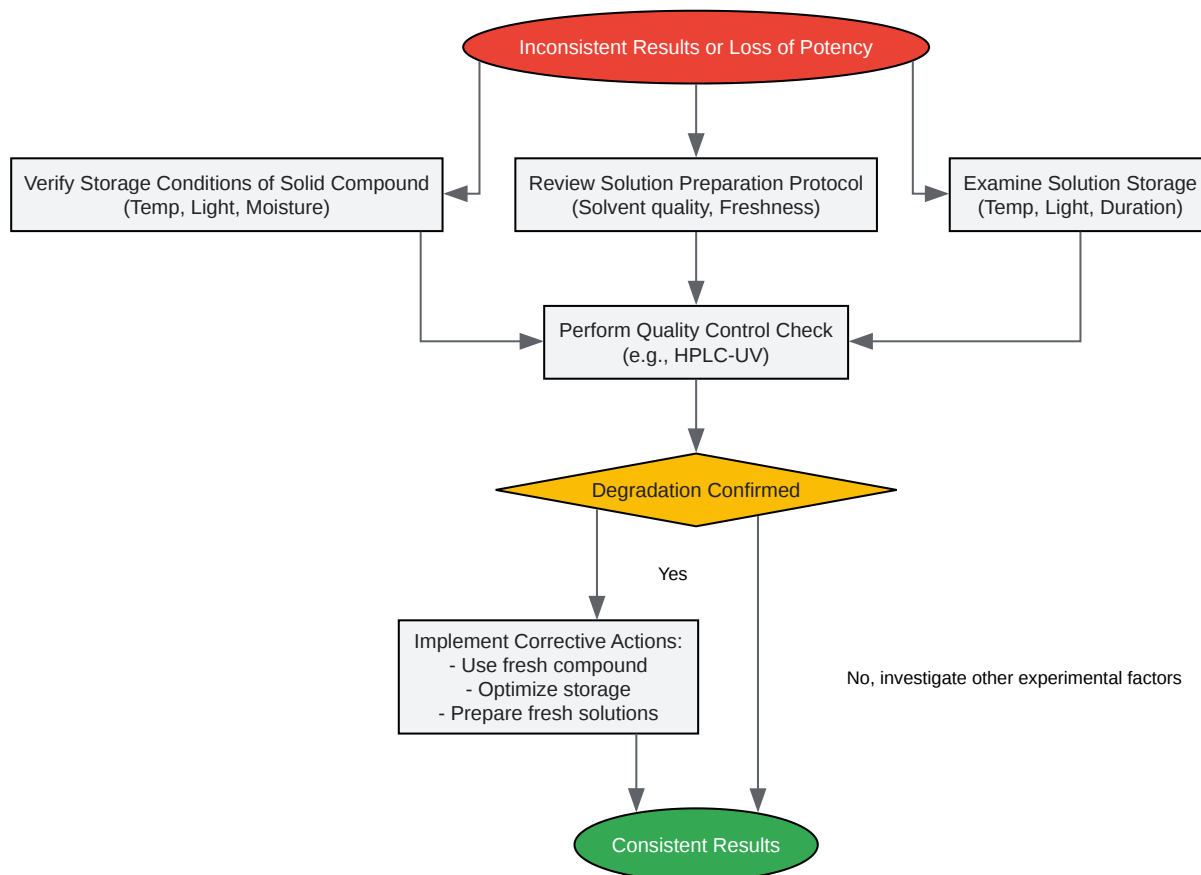 Inconsistent Results or Loss of Potency
Verify Storage Conditions of Solid Compound
(Temp, Light, Moisture)
Review Solution Preparation Protocol
(Solvent quality, Freshness)
Examine Solution Storage
(Temp, Light, Duration)
Perform Quality Control Check
(e.g., HPLC-UV)
Degradation Confirmed
Yes
Implement Corrective Actions:
- Use fresh compound
- Optimize storage
- Prepare fresh solutions
No, investigate other experimental factors
Consistent Results